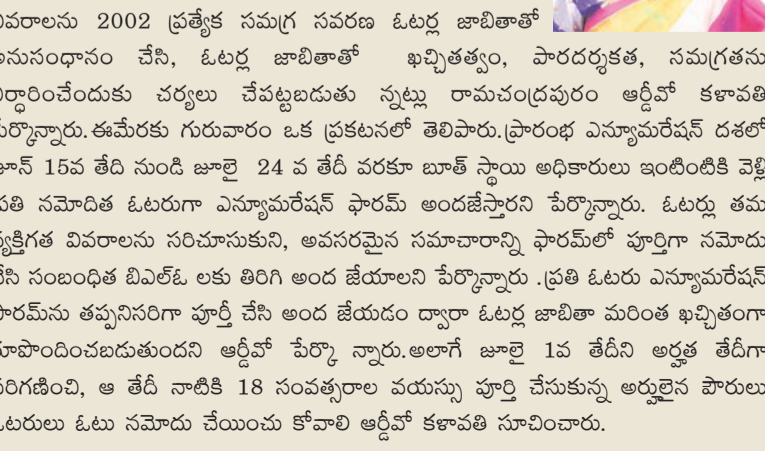 వివరాలను 2002 ప్రత్యేక సమగ్ర సవరణ ఓటర్ల జాబితాతో
అనుసంధానం చేసి, ఓటర్ల జాబితాతో ఖచ్చితత్వం, పారదర్శకత, సమగ్రతను
నిర్ధారించేందుకు చర్యలు చేపట్టబడుతు న్నట్లు రామచంద్రపురం ఆర్డీవో కళావతి
పేర్కొన్నారు.ఈమేరకు గురువారం ఒక ప్రకటనలో తెలిపారు.ప్రారంభ ఎన్యూమరేషన్ దశలో
జూన్ 15వ తేది నుండి జూలై 24 వ తేదీ వరకూ బూత్ స్థాయి అధికారులు ఇంటింటికి వెళ్లి
ప్రతి నమోదిత ఓటరుగా ఎన్యూమరేషన్ ఫారమ్ అందజేస్తారని పేర్కొన్నారు. ఓటర్లు తమ
వ్యక్తిగత వివరాలను సరిచూసుకుని, అవసరమైన సమాచారాన్ని ఫారమ్‌లో పూర్తిగా నమోదు
చేసి సంబంధిత బిఎల్ఓ లకు తిరిగి అంద జేయాలని పేర్కొన్నారు .ప్రతి ఓటరు ఎన్యూమరేషన్
ఫారమ్‌ను తప్పనిసరిగా పూర్తి చేసి అంద జేయడం ద్వారా ఓటర్ల జాబితా మరింత ఖచ్చితంగా
రూపొందించబడుతుందని ఆర్డీవో పేర్కొ న్నారు.అలాగే జూలై 1వ తేదీని అర్హత తేదీగా
పరిగణించి, ఆ తేదీ నాటికి 18 సంవత్సరాల వయస్సు పూర్తి చేసుకున్న అర్హులైన పౌరులు
ఓటరులు ఓటు నమోదు చేయించు కోవాలి ఆర్డీవో కళావతి సూచించారు.